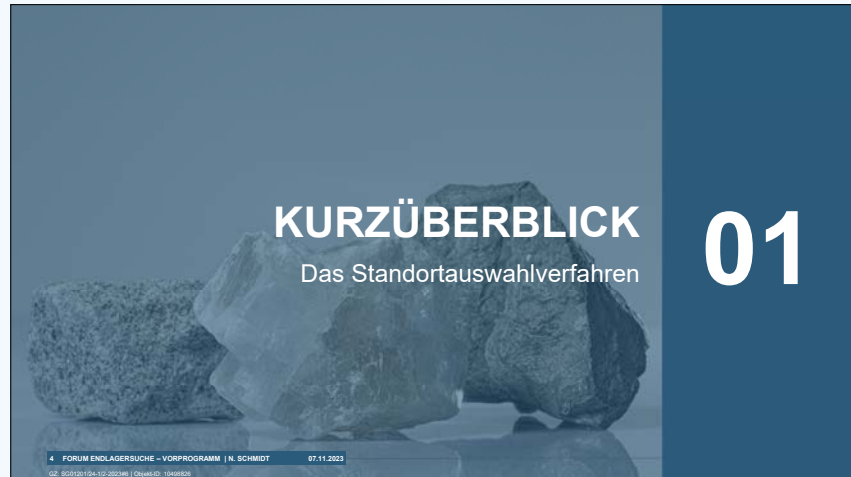 KURZÜBERBLICK
Das Standortauswahlverfahren
01
4 FORUM ENDLAGERSUCHE – VORPROGRAMM | N. SCHMIDT 07.11.2023
GZ: SG01201/24-1/2-2023#6 | Objekt-ID: 10498826